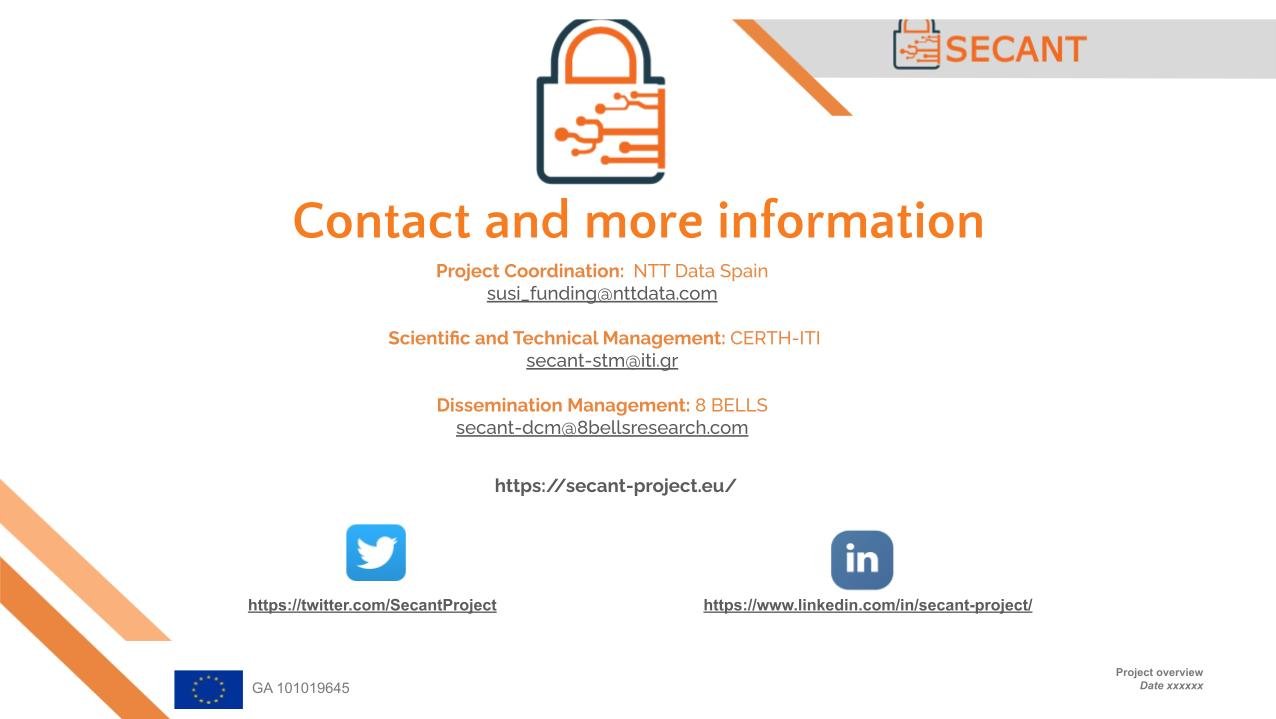 SECANT
Contact and more information
Project Coordination: NTT Data Spain
susi_funding@nttdata.com
Scientific and Technical Management: CERTH-ITI
secant-stm@iti.gr
Dissemination Management: 8 BELLS
secant-dcm@8bellsresearch.com
https://secant-project.eu/
in
https://twitter.com/SecantProject
https://www.linkedin.com/in/secant-project/
GA 101019645
Project overview
Date xxxxxx